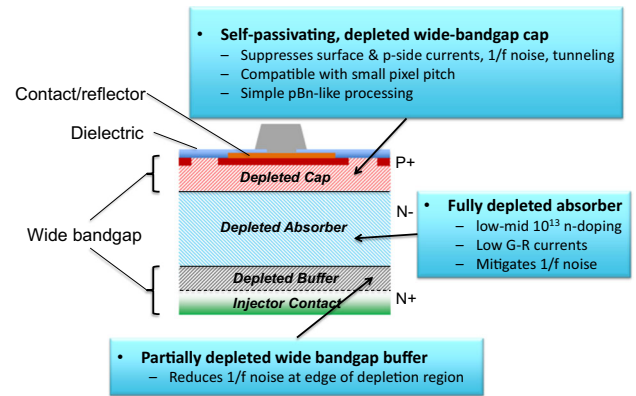 • Self-passivating, depleted wide-bandgap cap
– Suppresses surface & p-side currents, 1/f noise, tunneling
– Compatible with small pixel pitch
– Simple pBn-like processing
Contact/reflector
Dielectric
P+
Depleted Cap
Wide bandgap
N-
Depleted Absorber
• Fully depleted absorber
– low-mid 10¹³ n-doping
– Low G-R currents
– Mitigates 1/f noise
Depleted Buffer
Injector Contact
N+
• Partially depleted wide bandgap buffer
– Reduces 1/f noise at edge of depletion region